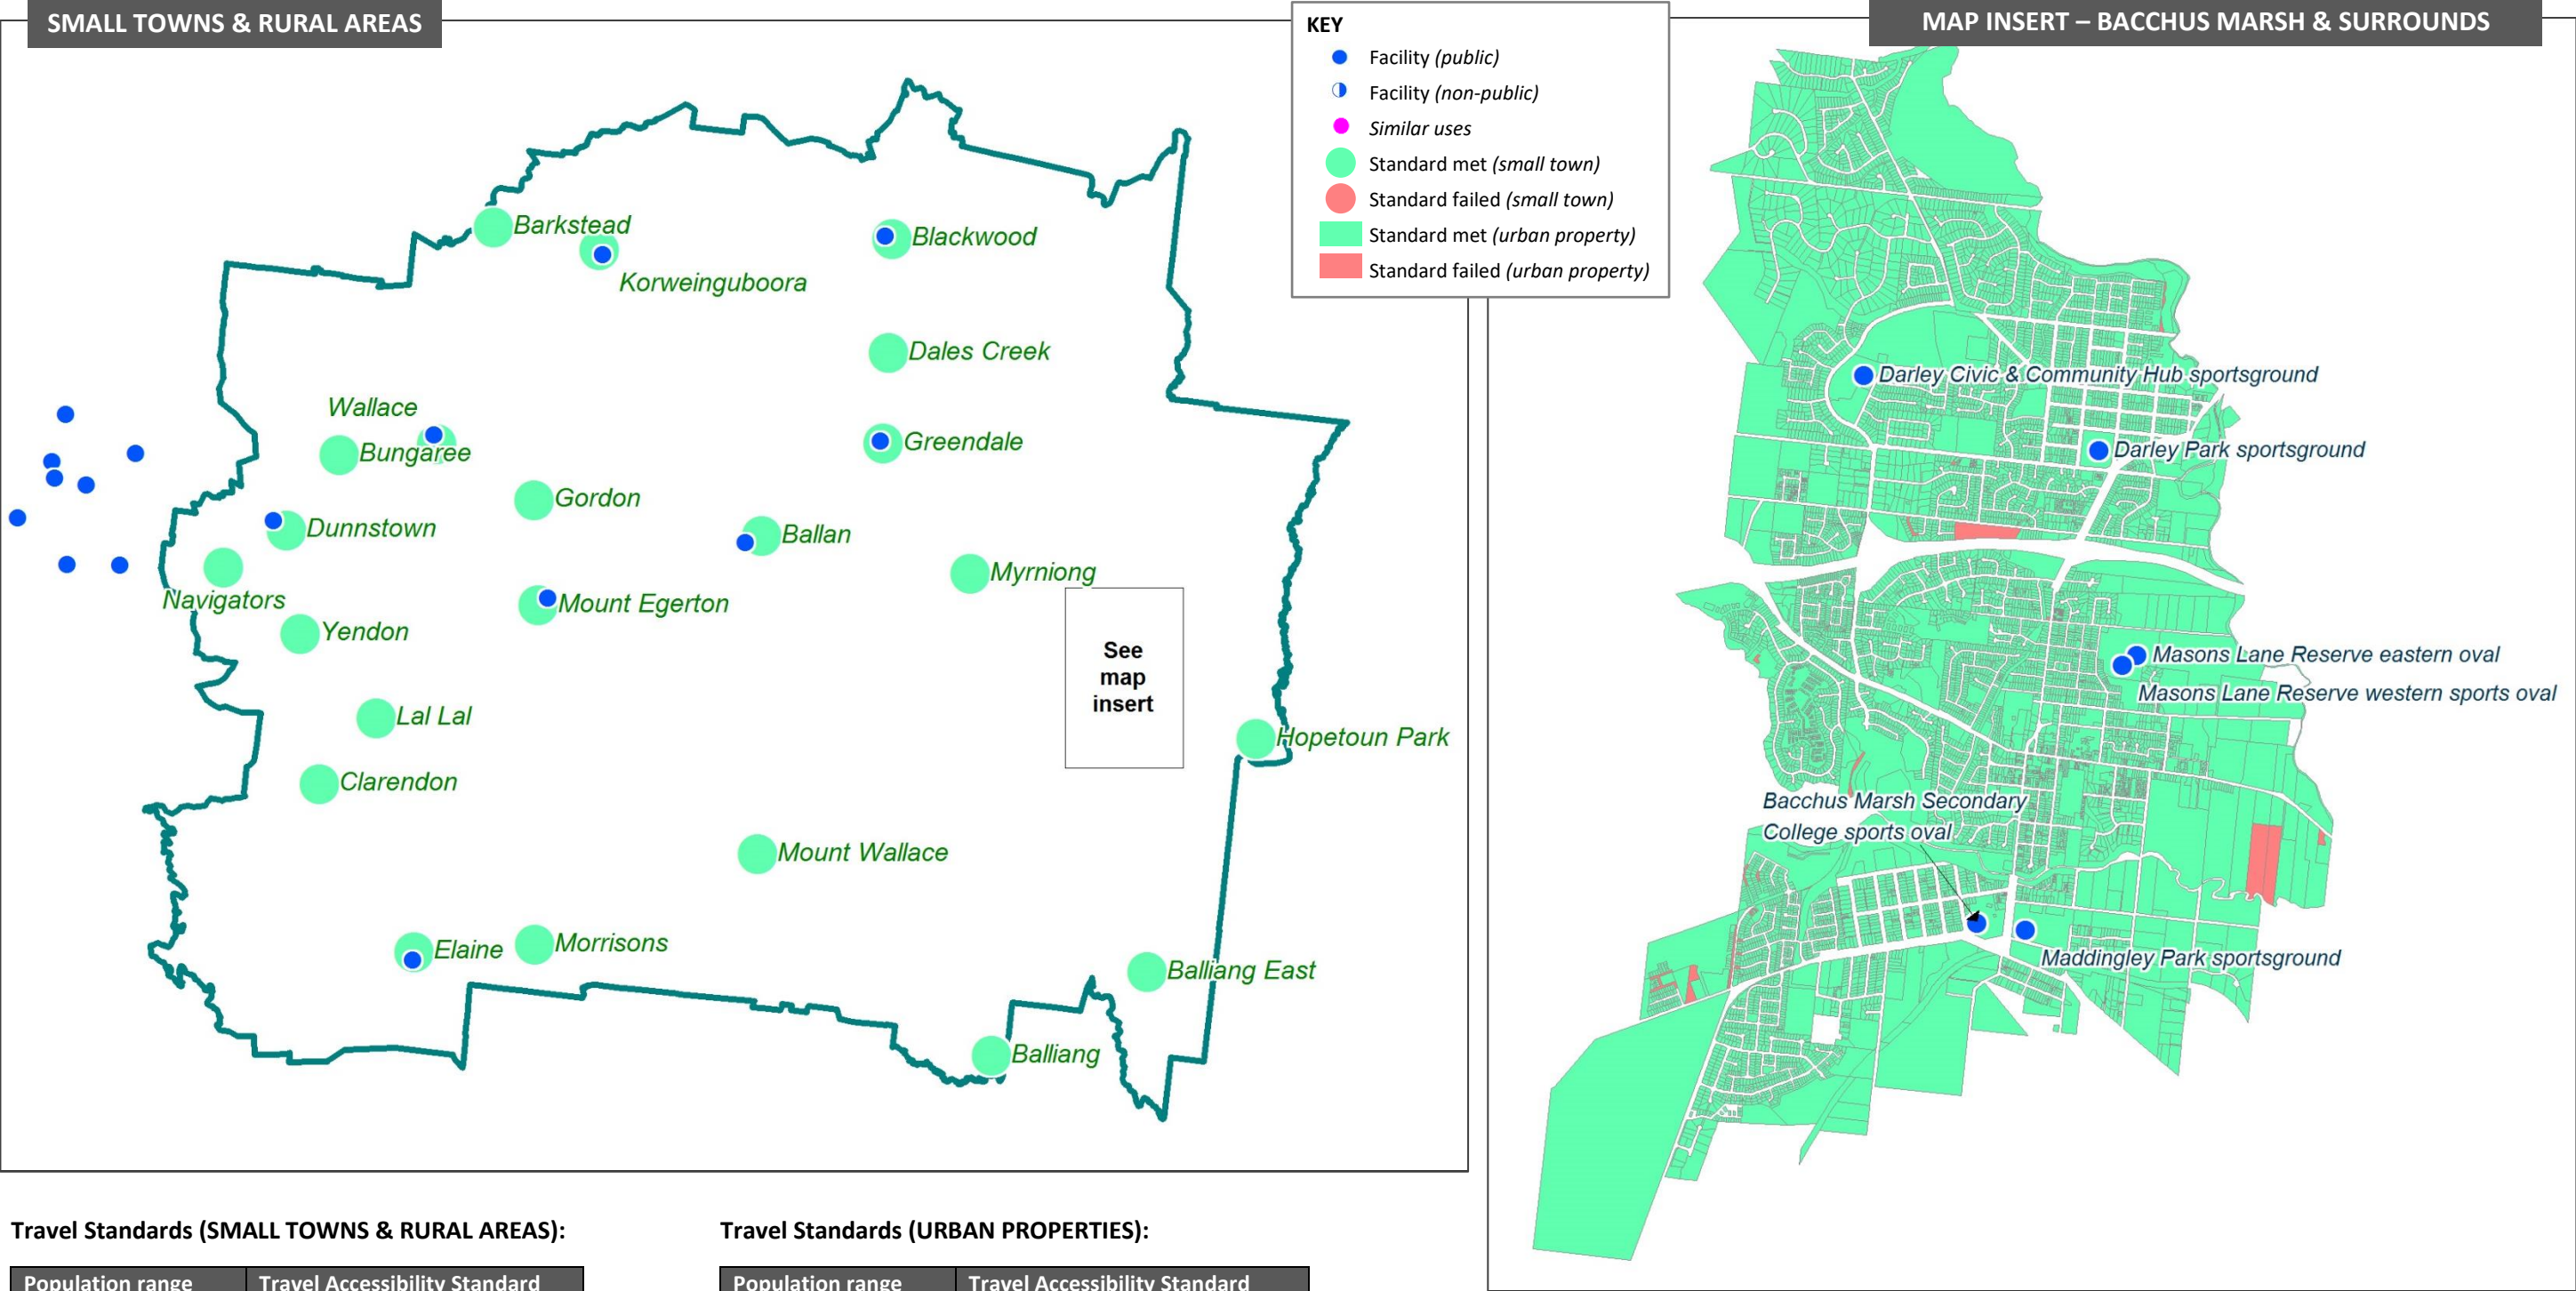 SMALL TOWNS & RURAL AREAS
KEY
Facility (public)
Facility (non-public)
Similar uses
Standard met (small town)
Standard failed (small town)
Standard met (urban property)
Standard failed (urban property)
MAP INSERT – BACCHUS MARSH & SURROUNDS
Barkstead
Korweinguboora
Blackwood
Dales Creek
Wallace
Bungaree
Greendale
Gordon
Dunnstown
Ballan
Myrniong
Navigators
Mount Egerton
Yendon
See
map
insert
Lal Lal
Hopetoun Park
Clarendon
Mount Wallace
Elaine
Morrisons
Balliang East
Balliang
Darley Civic & Community Hub sportsground
Darley Park sportsground
Masons Lane Reserve eastern oval
Masons Lane Reserve western sports oval
Bacchus Marsh Secondary
College sports oval
Maddingley Park sportsground
Travel Standards (SMALL TOWNS & RURAL AREAS):
Population range Travel Accessibility Standard
Travel Standards (URBAN PROPERTIES):
Population range Travel Accessibility Standard